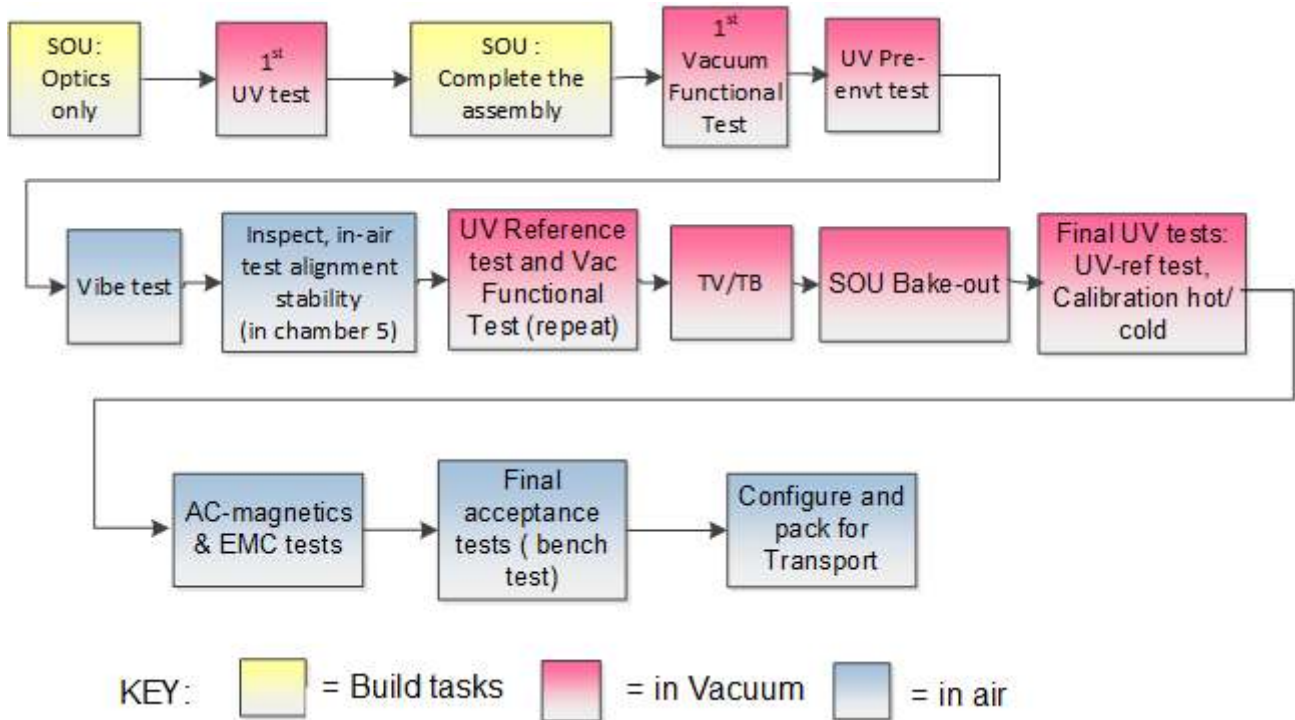 SOU:
Optics
only
1st
UV test
SOU :
Complete the
assembly
1st
Vacuum
Functional
Test
UV Pre-
envt test
Vibe test
Inspect, in-air
test alignment
stability
(in chamber 5)
UV Reference
test and Vac
Functional
Test (repeat)
TV/TB
SOU Bake-out
Final UV tests:
UV-ref test,
Calibration hot/
cold
AC-magnetics
& EMC tests
Final
acceptance
tests ( bench
test)
Configure and
pack for
Transport
KEY: = Build tasks = in Vacuum = in air